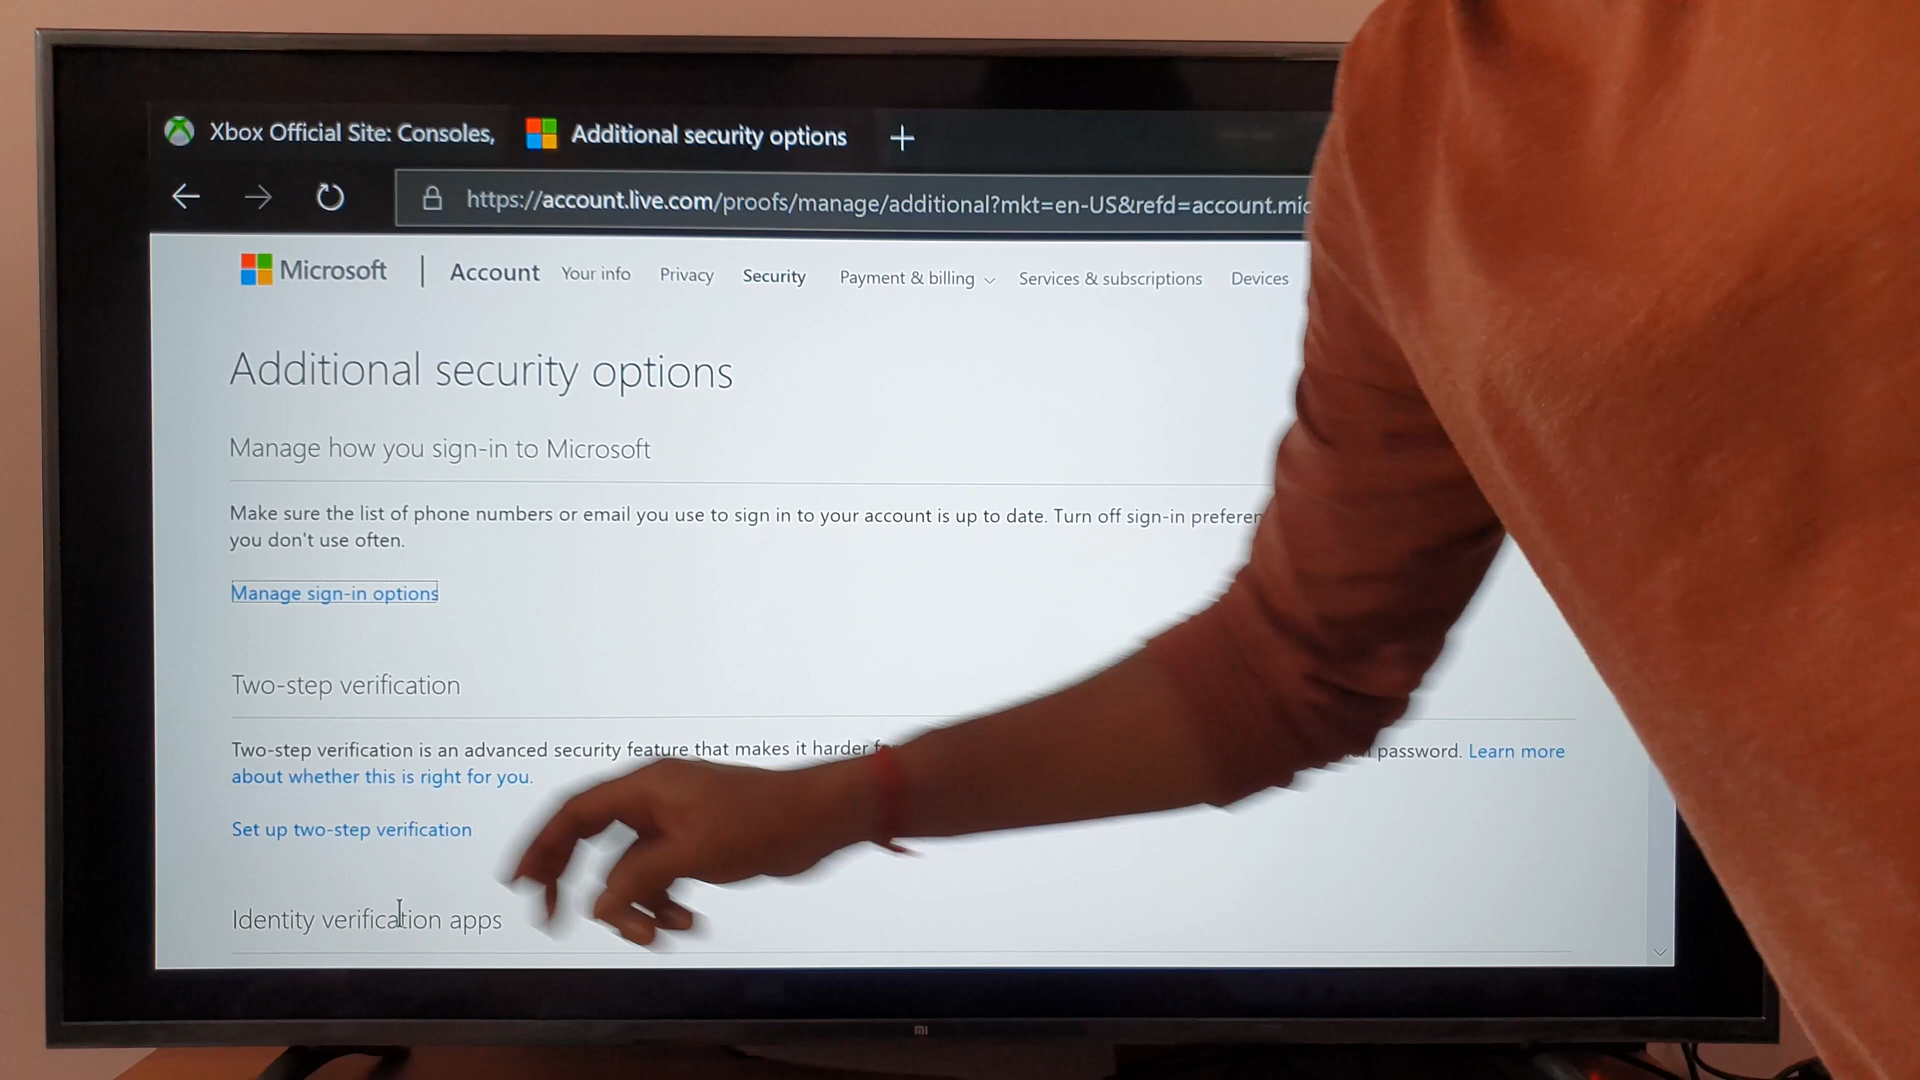 Xbox Official Site: Consoles,
Additional security options
https://account.live.com/proofs/manage/additional?mkt=en-US&refd=account.mic
Microsoft | Account Your info Privacy Security Payment & billing Services & subscriptions Devices
Additional security options
Manage how you sign-in to Microsoft
Make sure the list of phone numbers or email you use to sign in to your account is up to date. Turn off sign-in preferen
you don't use often.
Manage sign-in options
Two-step verification
Two-step verification is an advanced security feature that makes it harder password. Learn more
about whether this is right for you.
Set up two-step verification
Identity verification apps
mi